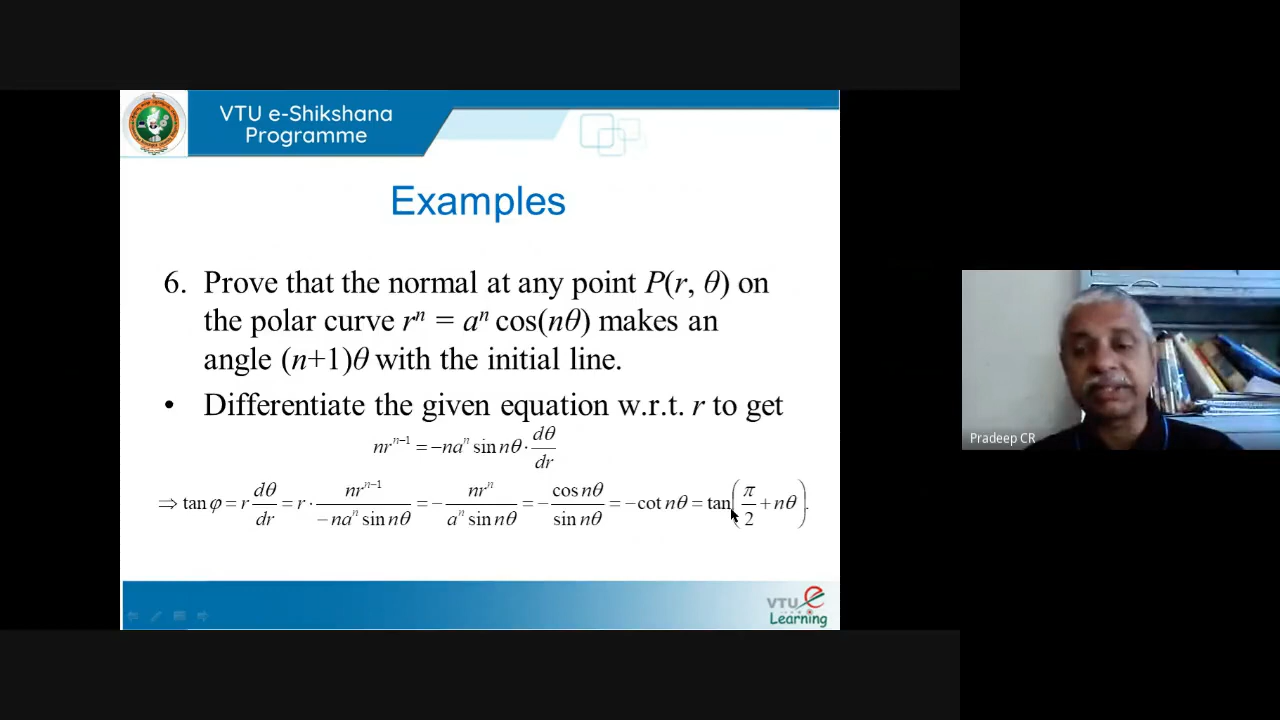 VTU e-Shikshana
Programme
Examples
6. Prove that the normal at any point P(r, θ) on
the polar curve rⁿ = aⁿ cos(nθ) makes an
angle (n+1)θ with the initial line.
• Differentiate the given equation w.r.t. r to get
nrⁿ⁻¹ = −naⁿ sin nθ · dθ/dr
⇒ tan φ = r dθ/dr = r · nrⁿ⁻¹/(−naⁿ sin nθ) = − nrⁿ/(aⁿ sin nθ) = − cos nθ/sin nθ = −cot nθ = tan(π/2 + nθ).
VTU e
Learning
Pradeep CR